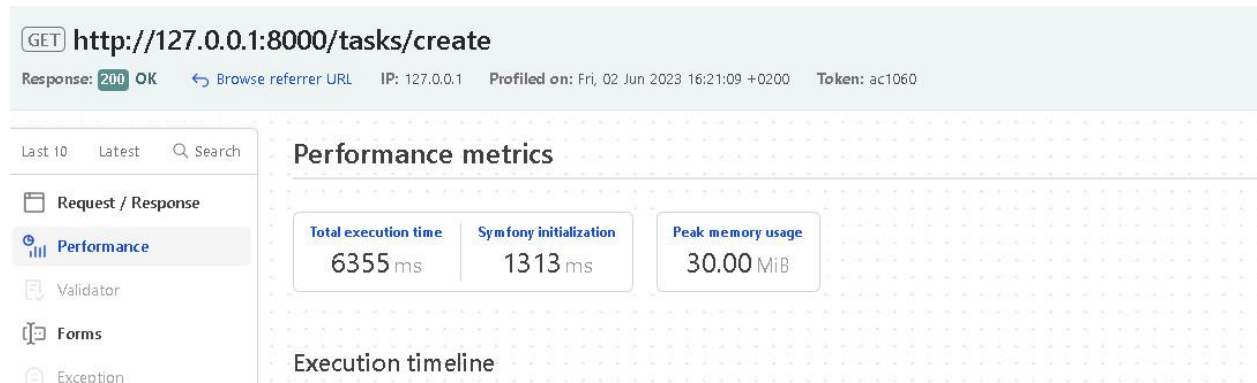 GET http://127.0.0.1:8000/tasks/create
Response: 200 OK Browse referrer URL IP: 127.0.0.1 Profiled on: Fri, 02 Jun 2023 16:21:09 +0200 Token: ac1060
Last 10 Latest Search
Request / Response
Performance
Validator
Forms
Exception
Performance metrics
Total execution time
6355 ms
Symfony initialization
1313 ms
Peak memory usage
30.00 MiB
Execution timeline